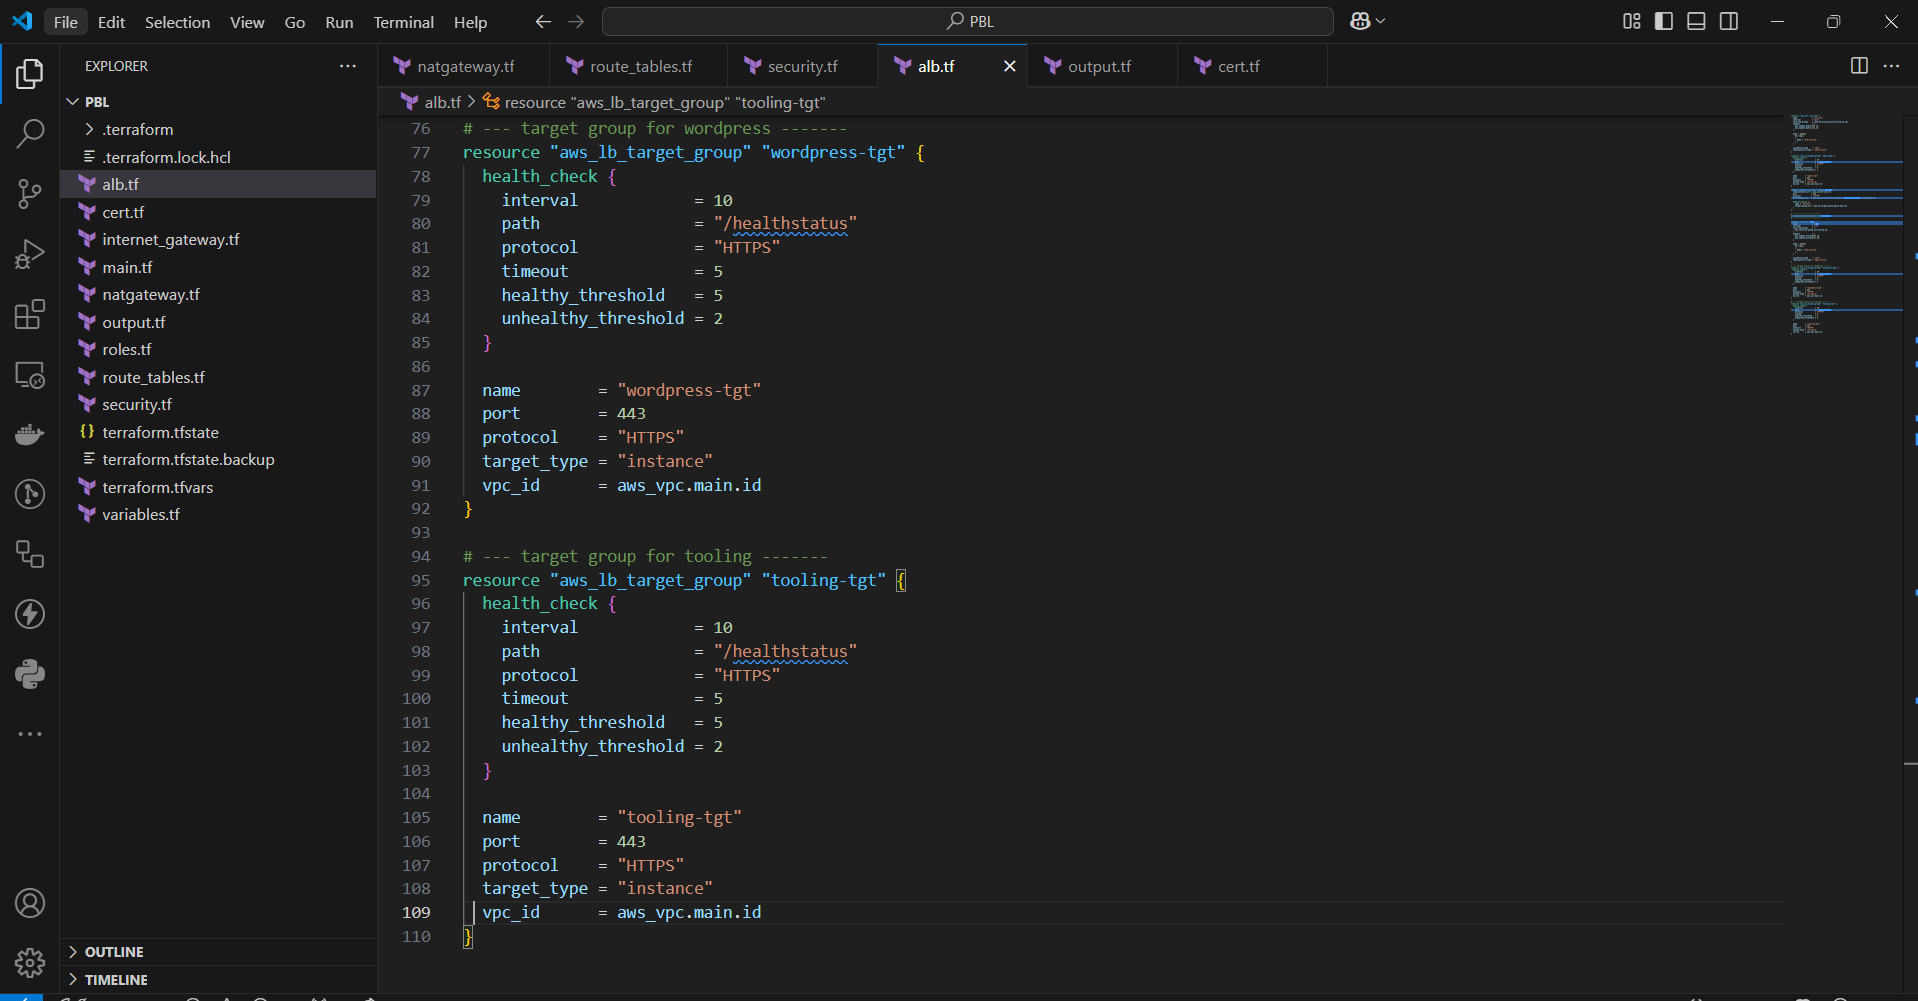 File Edit Selection View Go Run Terminal Help
PBL
EXPLORER
PBL
.terraform
.terraform.lock.hcl
alb.tf
cert.tf
internet_gateway.tf
main.tf
natgateway.tf
output.tf
roles.tf
route_tables.tf
security.tf
terraform.tfstate
terraform.tfstate.backup
terraform.tfvars
variables.tf
OUTLINE
TIMELINE
natgateway.tf route_tables.tf security.tf alb.tf output.tf cert.tf
alb.tf > resource "aws_lb_target_group" "tooling-tgt"
76 # --- target group for wordpress -------
77 resource "aws_lb_target_group" "wordpress-tgt" {
78 health_check {
79 interval = 10
80 path = "/healthstatus"
81 protocol = "HTTPS"
82 timeout = 5
83 healthy_threshold = 5
84 unhealthy_threshold = 2
85 }
86
87 name = "wordpress-tgt"
88 port = 443
89 protocol = "HTTPS"
90 target_type = "instance"
91 vpc_id = aws_vpc.main.id
92 }
93
94 # --- target group for tooling -------
95 resource "aws_lb_target_group" "tooling-tgt" {
96 health_check {
97 interval = 10
98 path = "/healthstatus"
99 protocol = "HTTPS"
100 timeout = 5
101 healthy_threshold = 5
102 unhealthy_threshold = 2
103 }
104
105 name = "tooling-tgt"
106 port = 443
107 protocol = "HTTPS"
108 target_type = "instance"
109 vpc_id = aws_vpc.main.id
110 }